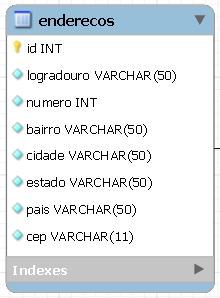 enderecos
id INT
logradouro VARCHAR(50)
numero INT
bairro VARCHAR(50)
cidade VARCHAR(50)
estado VARCHAR(50)
pais VARCHAR(50)
cep VARCHAR(11)
Indexes